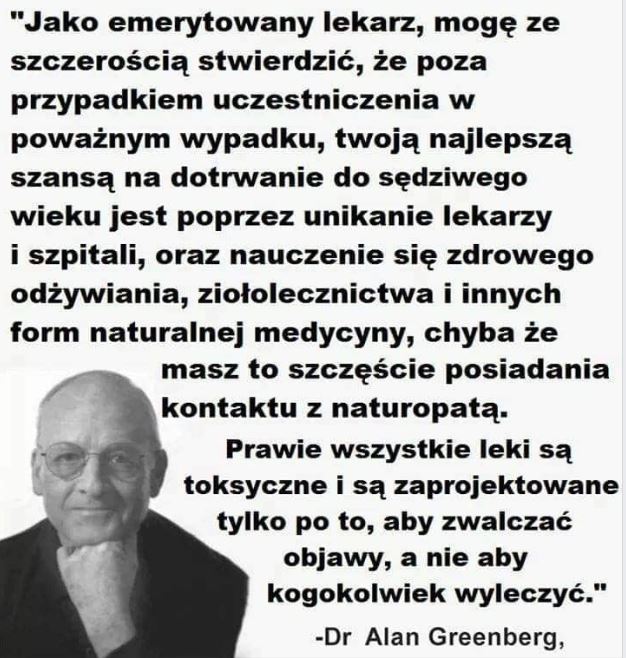 "Jako emerytowany lekarz, mogę ze
szczerością stwierdzić, że poza
przypadkiem uczestniczenia w
poważnym wypadku, twoją najlepszą
szansą na dotrwanie do sędziwego
wieku jest poprzez unikanie lekarzy
i szpitali, oraz nauczenie się zdrowego
odżywiania, ziołolecznictwa i innych
form naturalnej medycyny, chyba że
masz to szczęście posiadania
kontaktu z naturopatą.
Prawie wszystkie leki są
toksyczne i są zaprojektowane
tylko po to, aby zwalczać
objawy, a nie aby
kogokolwiek wyleczyć."
-Dr Alan Greenberg,